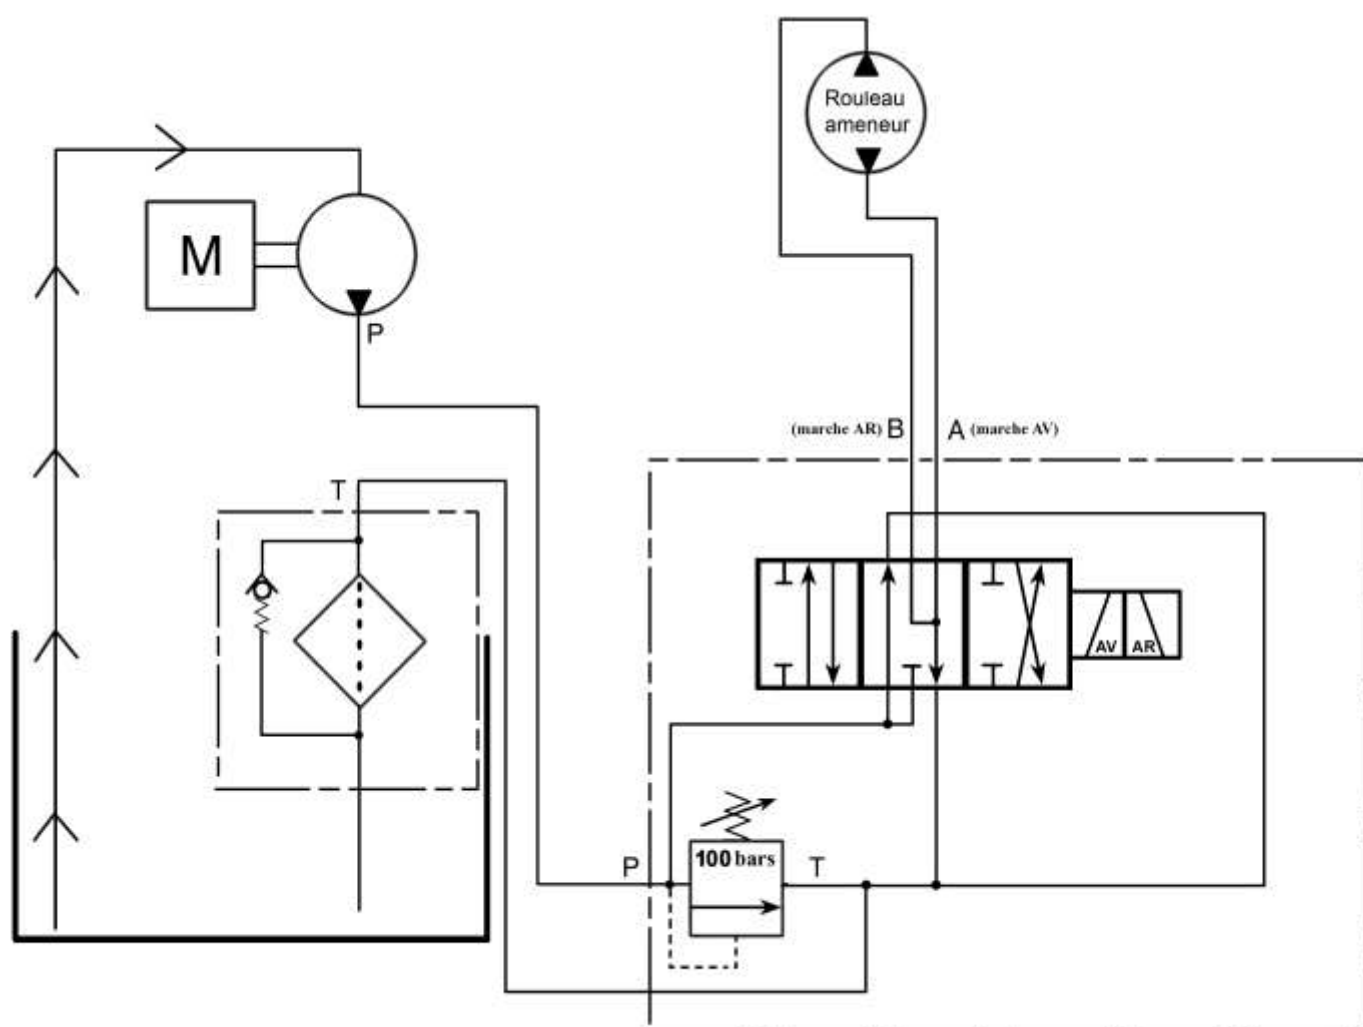 Rouleau
ameneur
M
P
(marche AR) B A (marche AV)
T
AV AR
100 bars
P T